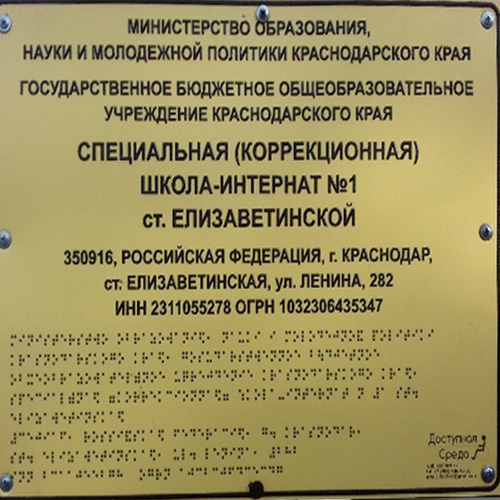 МИНИСТЕРСТВО ОБРАЗОВАНИЯ,
НАУКИ И МОЛОДЕЖНОЙ ПОЛИТИКИ КРАСНОДАРСКОГО КРАЯ
ГОСУДАРСТВЕННОЕ БЮДЖЕТНОЕ ОБЩЕОБРАЗОВАТЕЛЬНОЕ
УЧРЕЖДЕНИЕ КРАСНОДАРСКОГО КРАЯ
СПЕЦИАЛЬНАЯ (КОРРЕКЦИОННАЯ)
ШКОЛА-ИНТЕРНАТ №1
ст. ЕЛИЗАВЕТИНСКОЙ
350916, РОССИЙСКАЯ ФЕДЕРАЦИЯ, г. КРАСНОДАР,
ст. ЕЛИЗАВЕТИНСКАЯ, ул. ЛЕНИНА, 282
ИНН 2311055278 ОГРН 1032306435347
Доступная
Среда